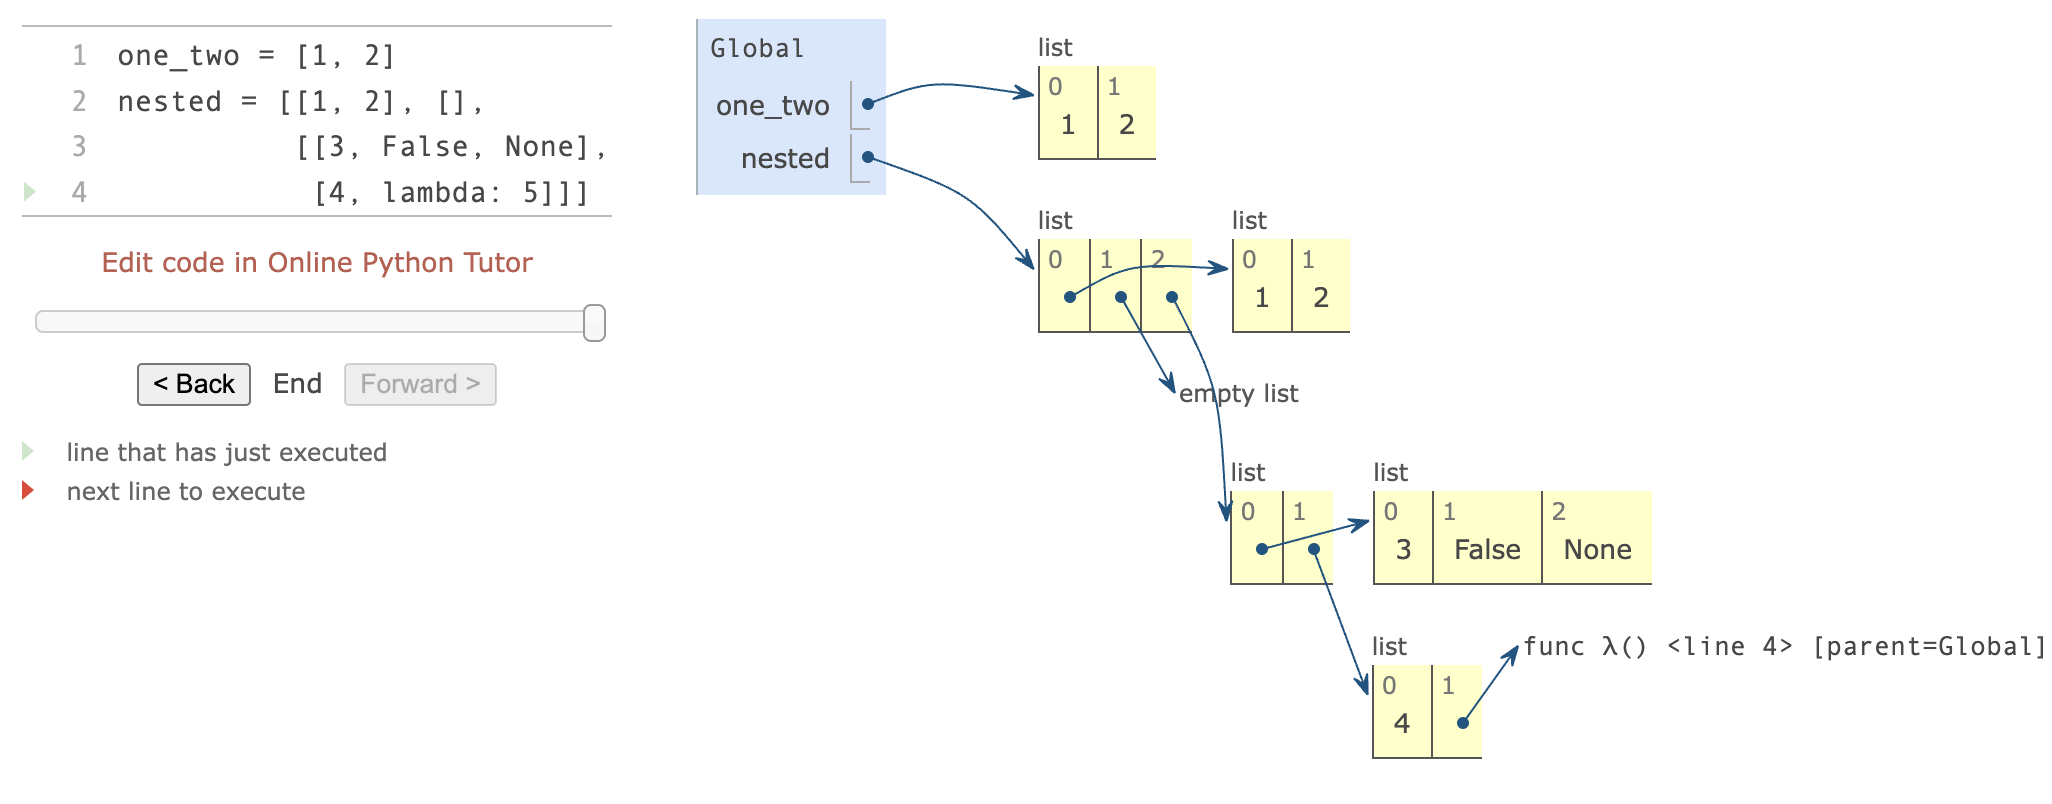 1 one_two = [1, 2]
2 nested = [[1, 2], [],
3 [[3, False, None],
4 [4, lambda: 5]]]
Edit code in Online Python Tutor
< Back End Forward >
line that has just executed
next line to execute
Global
one_two
nested
list
0 1
1 2
list
0 1 2
list
0 1
1 2
empty list
list
0 1
list
0 1 2
3 False None
list
0 1
4
func λ() <line 4> [parent=Global]